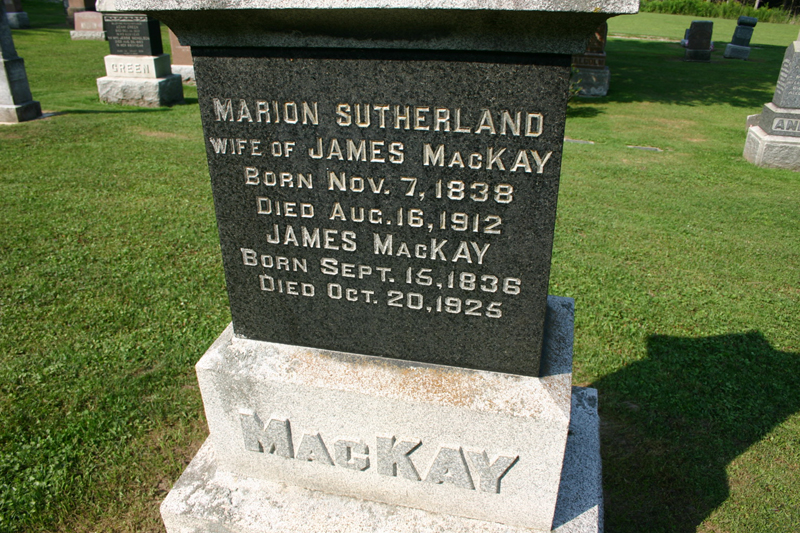 GREEN
MARION SUTHERLAND
WIFE OF JAMES MACKAY
BORN NOV. 7, 1838
DIED AUG. 16, 1912
JAMES MACKAY
BORN SEPT. 15, 1836
DIED OCT. 20, 1925
MACKAY